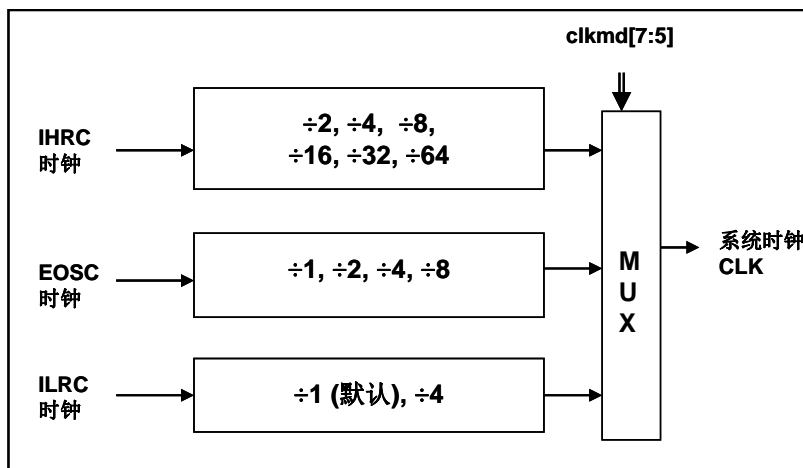 clkmd[7:5]
IHRC
时钟
÷2, ÷4, ÷8,
÷16, ÷32, ÷64
EOSC
时钟
÷1, ÷2, ÷4, ÷8
ILRC
时钟
÷1 (默认), ÷4
M
U
X
系统时钟
CLK